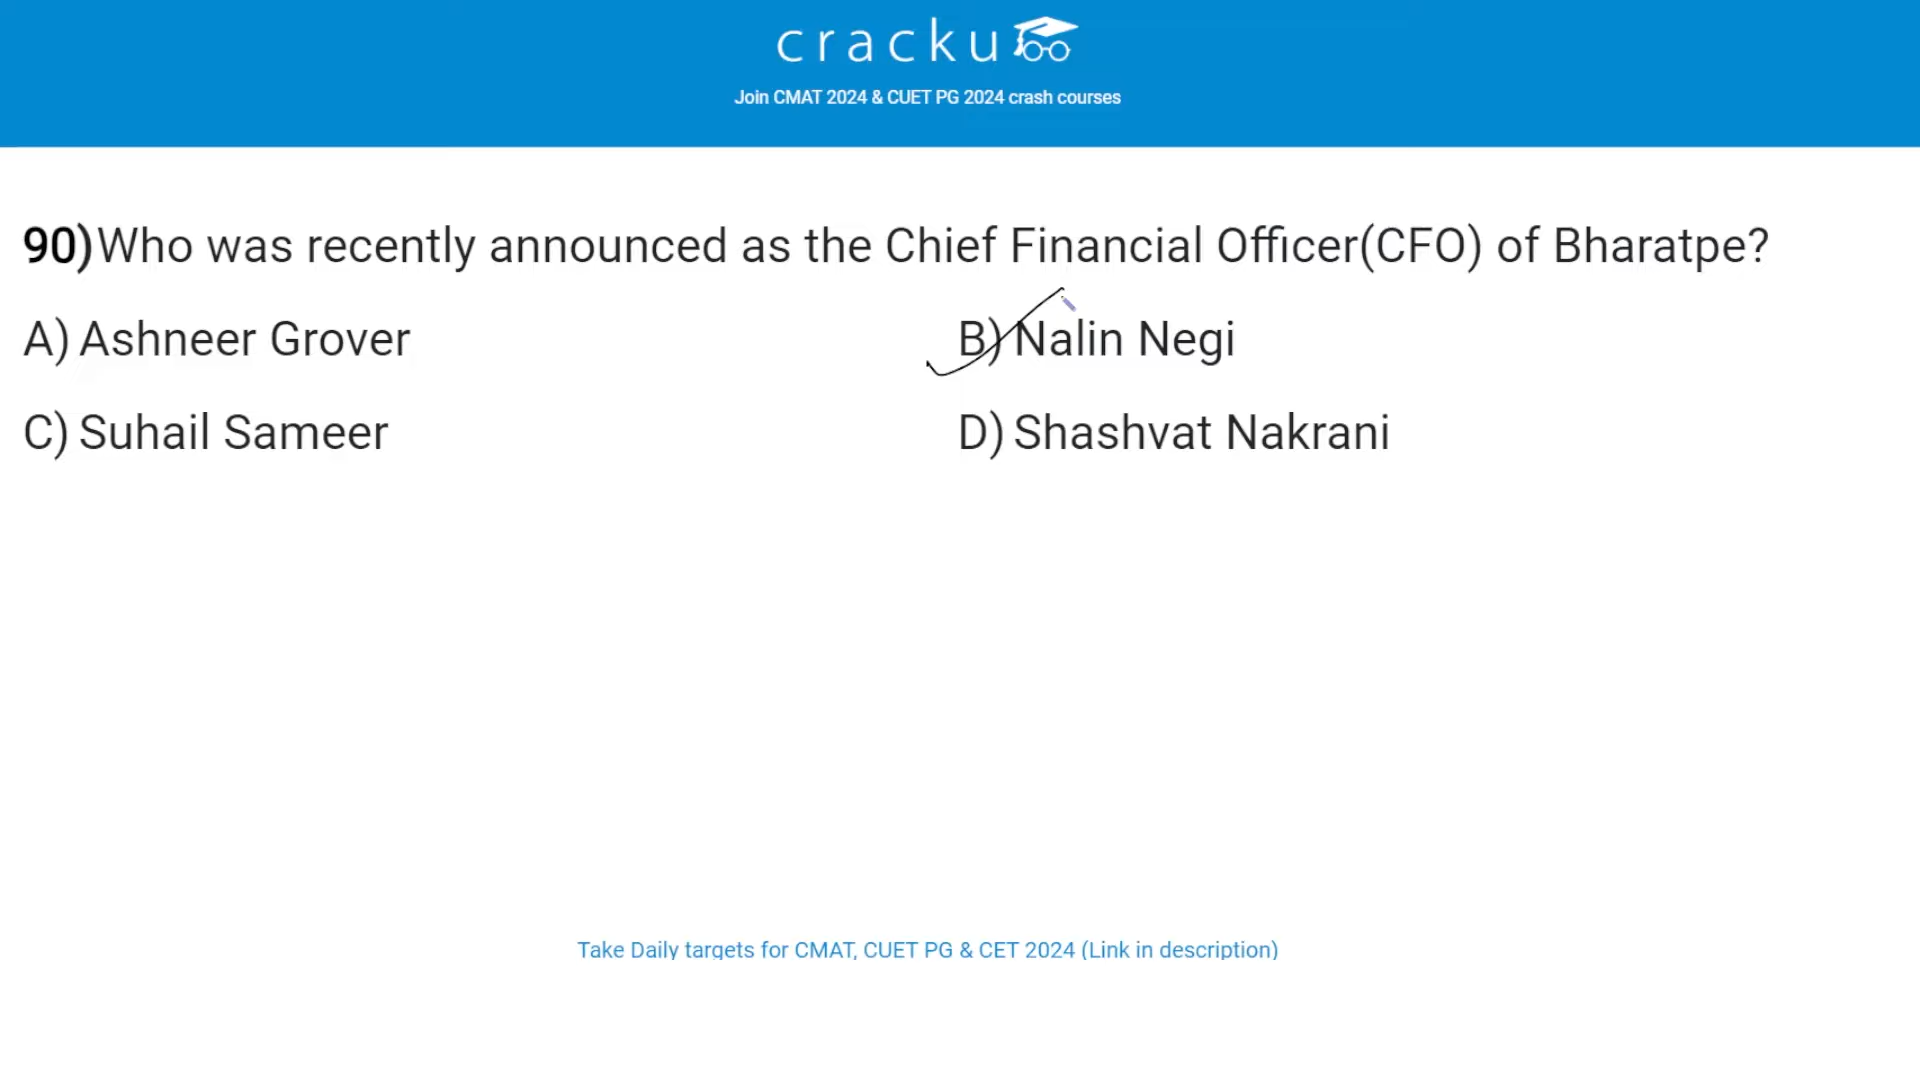 cracku
Join CMAT 2024 & CUET PG 2024 crash courses
90)Who was recently announced as the Chief Financial Officer(CFO) of Bharatpe?
A) Ashneer Grover
B) Nalin Negi
C) Suhail Sameer
D) Shashvat Nakrani
Take Daily targets for CMAT, CUET PG & CET 2024 (Link in description)